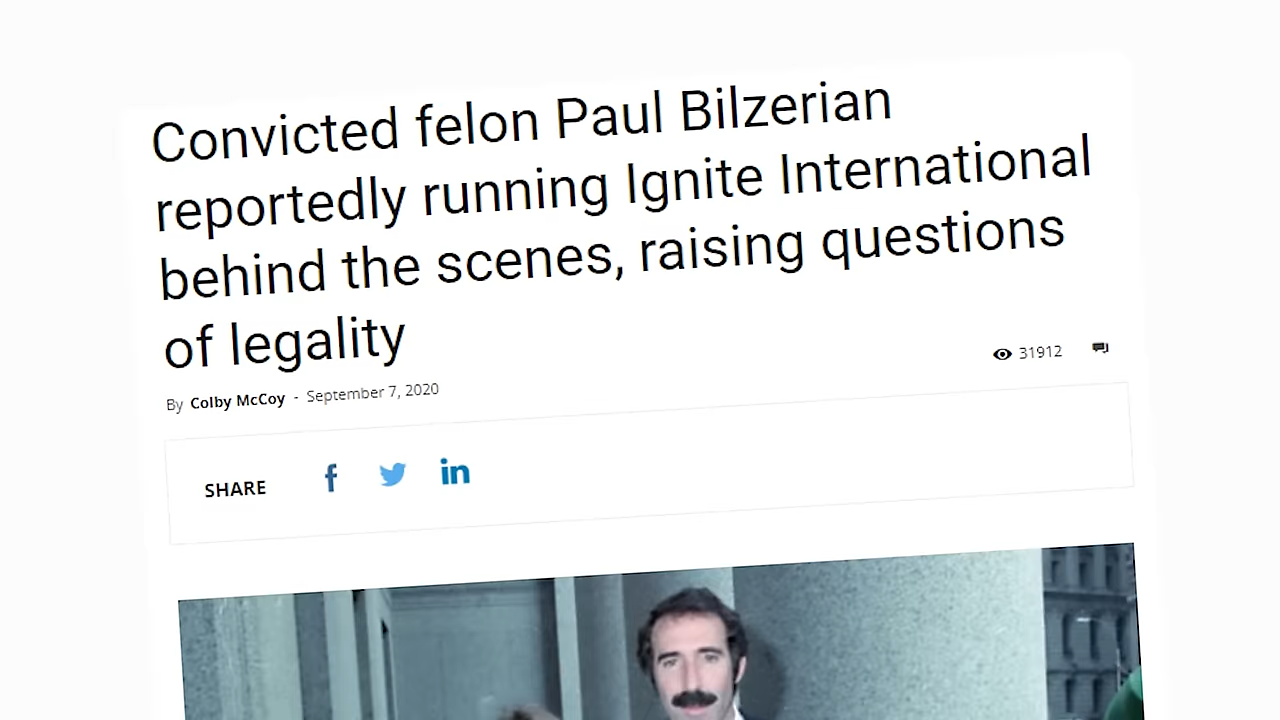 Convicted felon Paul Bilzerian
reportedly running Ignite International
behind the scenes, raising questions
of legality
By Colby McCoy - September 7, 2020
31912
SHARE